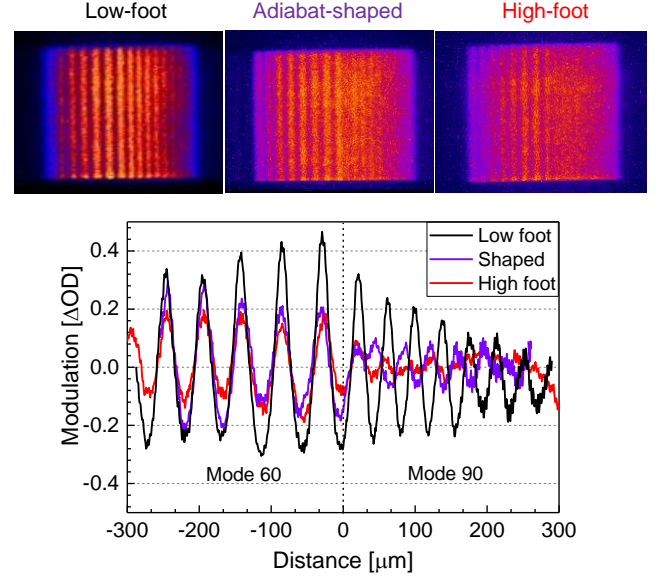 Low-foot Adiabat-shaped High-foot
Low foot
Shaped
High foot
0.4
0.2
0.0
-0.2
-0.4
Modulation [ΔOD]
Mode 60 Mode 90
-300 -200 -100 0 100 200 300
Distance [μm]